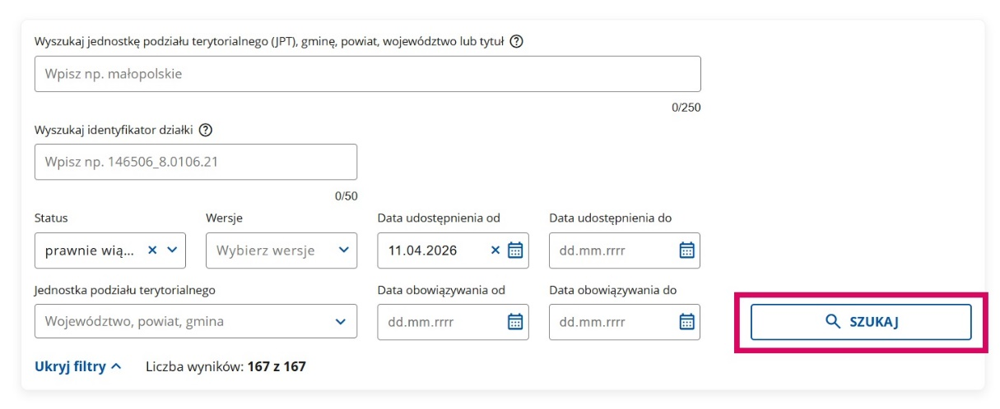 Wyszukaj jednostkę podziału terytorialnego (JPT), gminę, powiat, województwo lub tytuł ?
Wpisz np. małopolskie
0/250
Wyszukaj identyfikator działki ?
Wpisz np. 146506_8.0106.21
0/50
Status Wersje Data udostępnienia od Data udostępnienia do
prawnie wią... Wybierz wersje 11.04.2026 dd.mm.rrrr
Jednostka podziału terytorialnego Data obowiązywania od Data obowiązywania do
Województwo, powiat, gmina dd.mm.rrrr dd.mm.rrrr SZUKAJ
Ukryj filtry Liczba wyników: 167 z 167